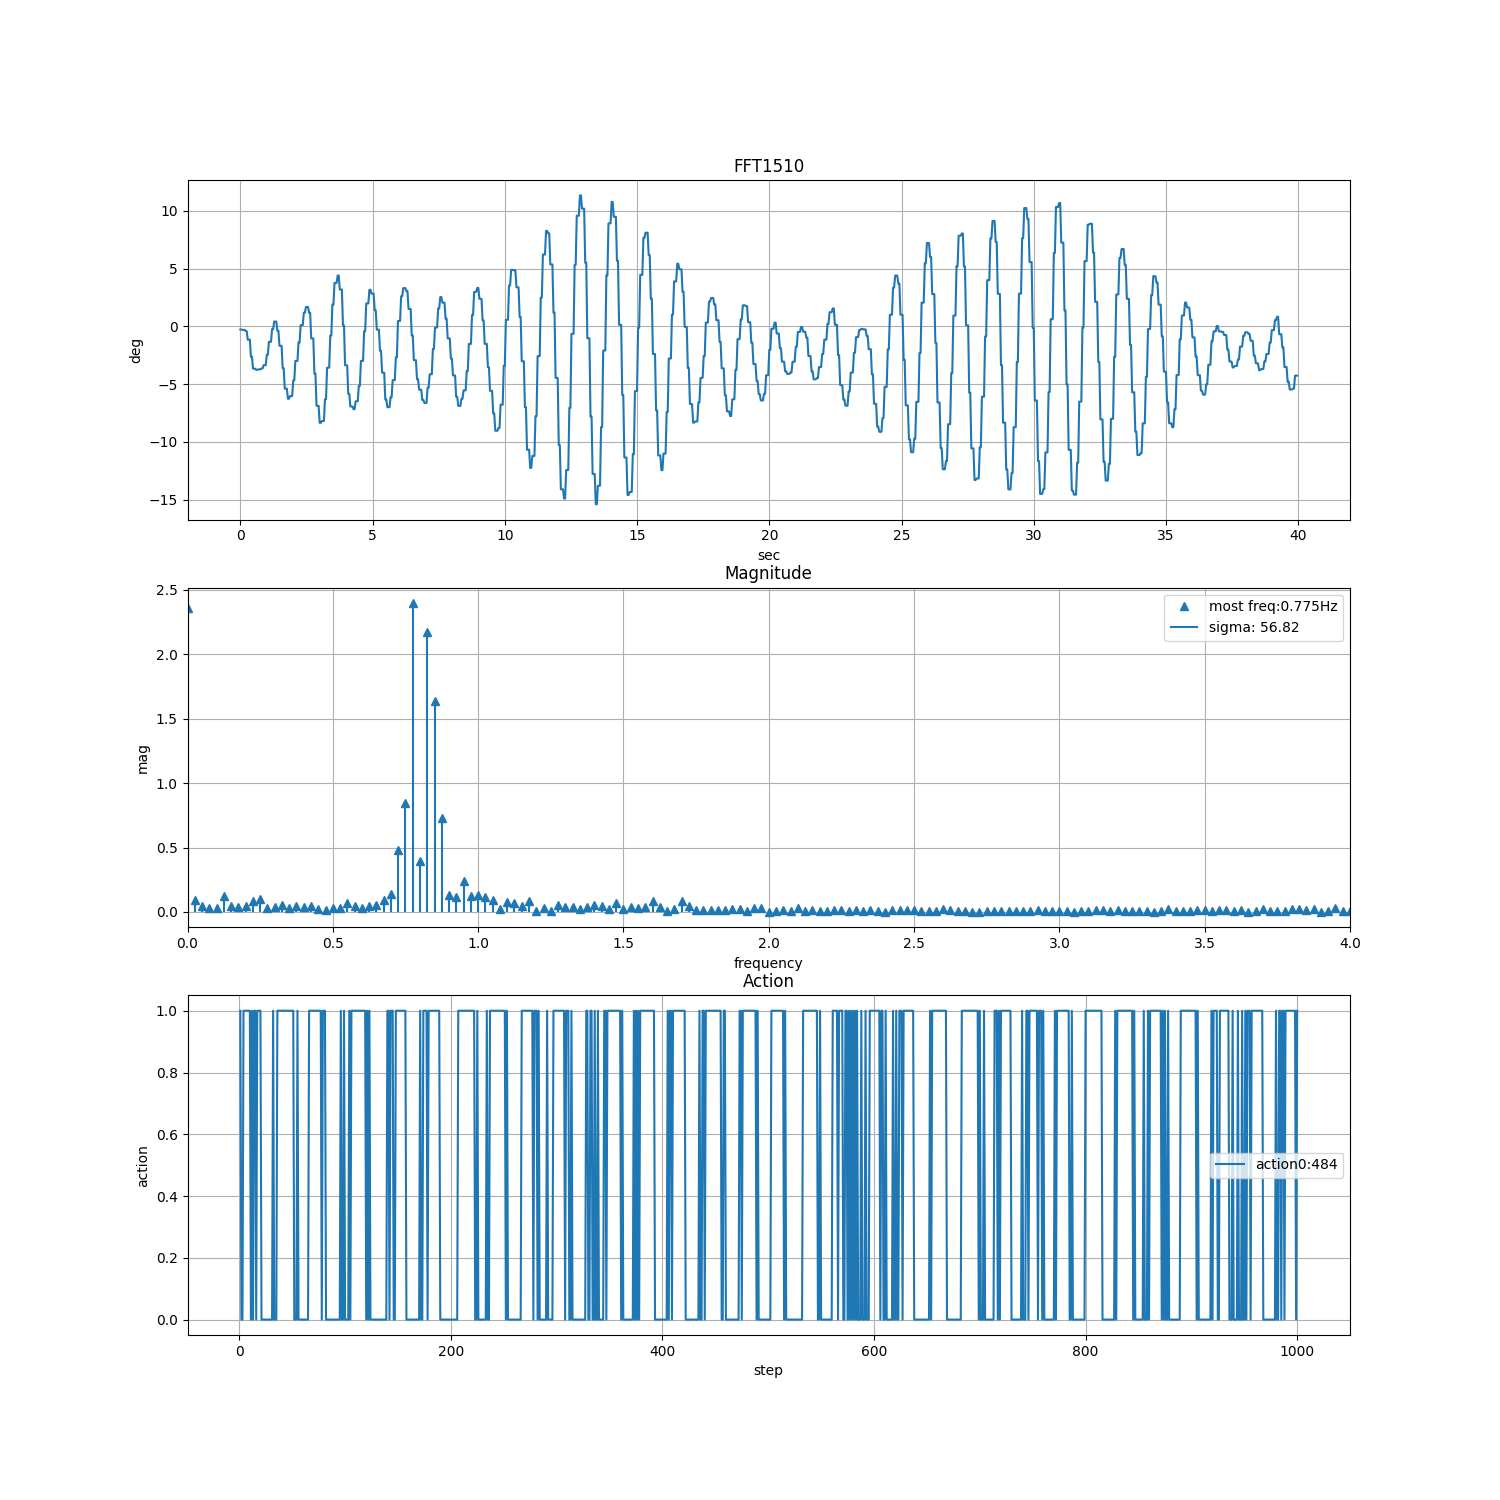 FFT1510
10
5
0
−5
−10
−15
deg
0 5 10 15 20 25 30 35 40
sec
Magnitude
2.5
2.0
1.5
1.0
0.5
0.0
mag
most freq:0.775Hz
sigma: 56.82
0.0 0.5 1.0 1.5 2.0 2.5 3.0 3.5 4.0
frequency
Action
1.0
0.8
0.6
0.4
0.2
0.0
action
action0:484
0 200 400 600 800 1000
step